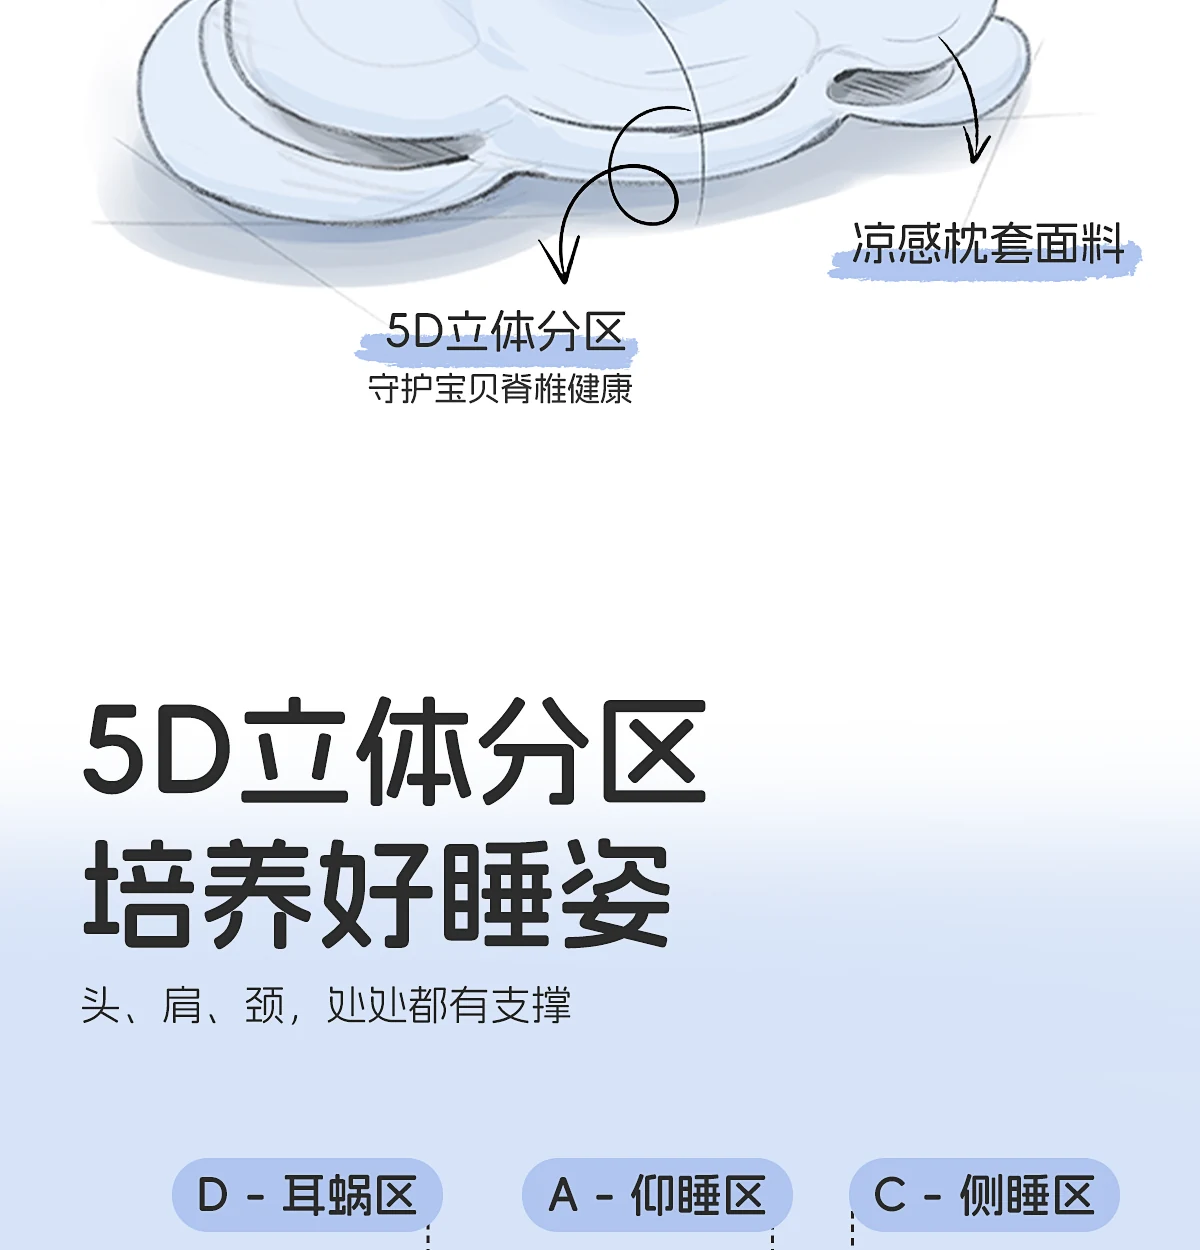 凉感枕套面料
5D立体分区
守护宝贝脊椎健康
5D立体分区
培养好睡姿
头、肩、颈，处处都有支撑
D - 耳蜗区
A - 仰睡区
C - 侧睡区